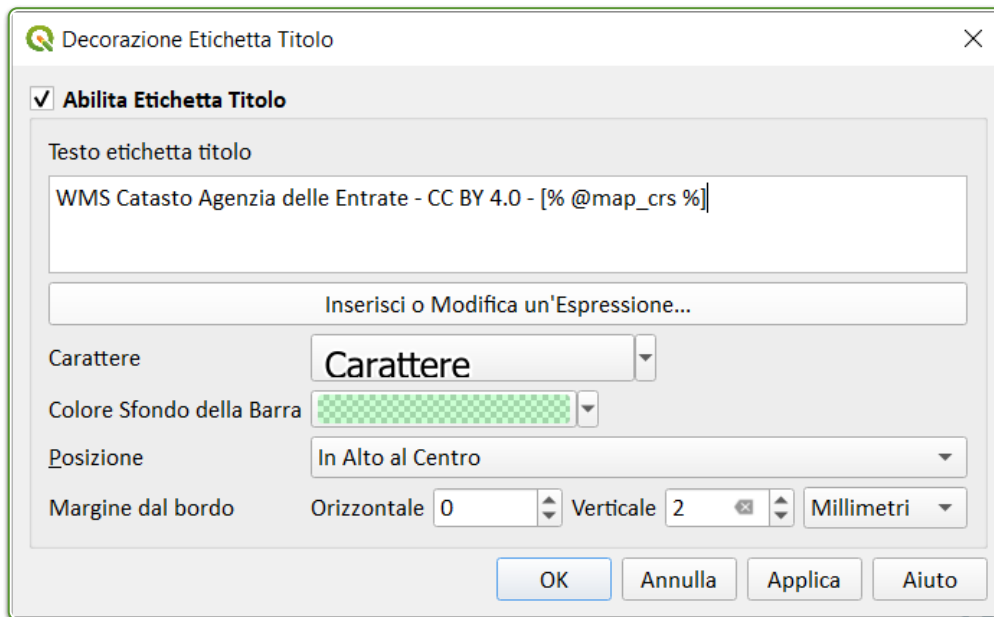 Decorazione Etichetta Titolo
Abilita Etichetta Titolo
Testo etichetta titolo
WMS Catasto Agenzia delle Entrate - CC BY 4.0 - [% @map_crs %]
Inserisci o Modifica un'Espressione...
Carattere Carattere
Colore Sfondo della Barra
Posizione In Alto al Centro
Margine dal bordo Orizzontale 0 Verticale 2 Millimetri
OK Annulla Applica Aiuto